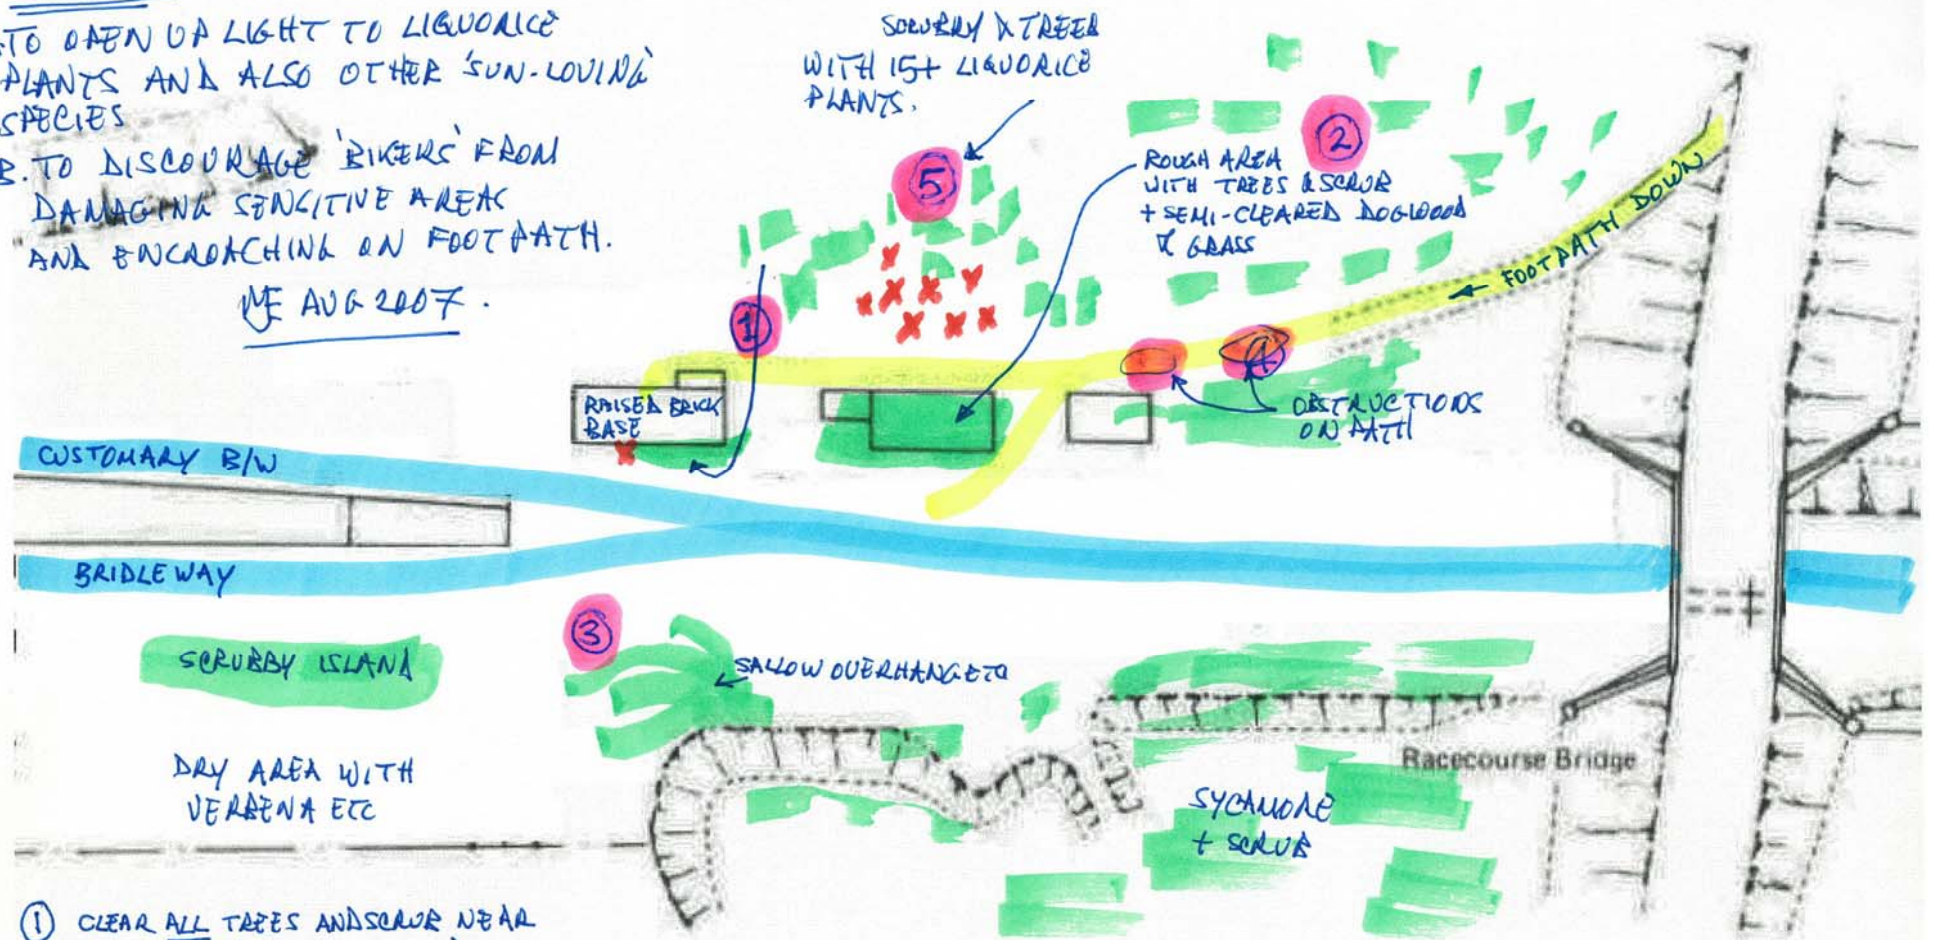 TO OPEN UP LIGHT TO LIQUORICE
PLANTS AND ALSO OTHER 'SUN-LOVING'
SPECIES
B. TO DISCOURAGE 'BIKERS' FROM
DAMAGING SENSITIVE AREAS
AND ENCROACHING ON FOOTPATH.
AUG 2007.
SCRUBBY & TREED
WITH 15+ LIQUORICE
PLANTS.
5
2
ROUGH AREA
WITH TREES & SCRUB
+ SEMI-CLEARED DOGWOOD
& GRASS
← FOOTPATH DOWN
1
4
RAISED BRICK
BASE
OBSTRUCTIONS
ON PATH
CUSTOMARY B/W
BRIDLEWAY
3
SCRUBBY ISLAND
SALLOW OVERHANG ETC
DRY AREA WITH
VERBENA ETC
Racecourse Bridge
SYCAMORE
+ SCRUB
① CLEAR ALL TREES AND SCRUB NEAR